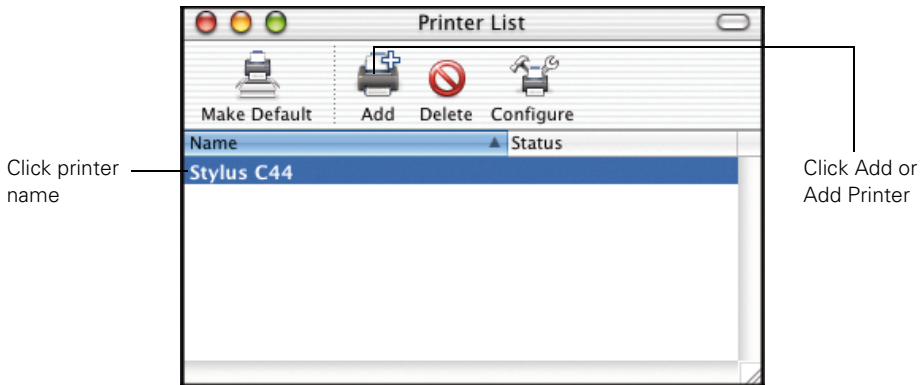 Printer List
Make Default Add Delete Configure
Name Status
Stylus C44
Click printer
name
Click Add or
Add Printer